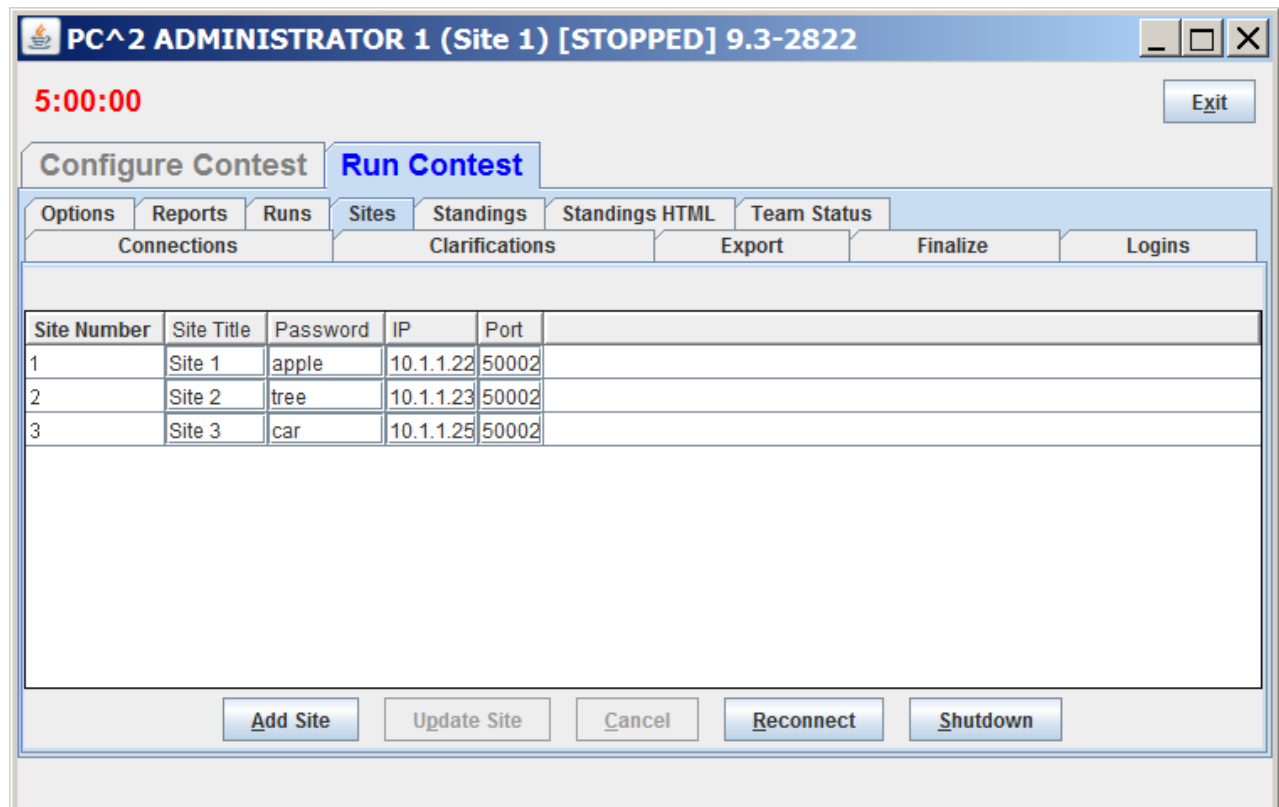 PC^2 ADMINISTRATOR 1 (Site 1) [STOPPED] 9.3-2822
5:00:00 Exit
Configure Contest Run Contest
Options Reports Runs Sites Standings Standings HTML Team Status
Connections Clarifications Export Finalize Logins
Site Number Site Title Password IP Port
1 Site 1 apple 10.1.1.22 50002
2 Site 2 tree 10.1.1.23 50002
3 Site 3 car 10.1.1.25 50002
Add Site Update Site Cancel Reconnect Shutdown